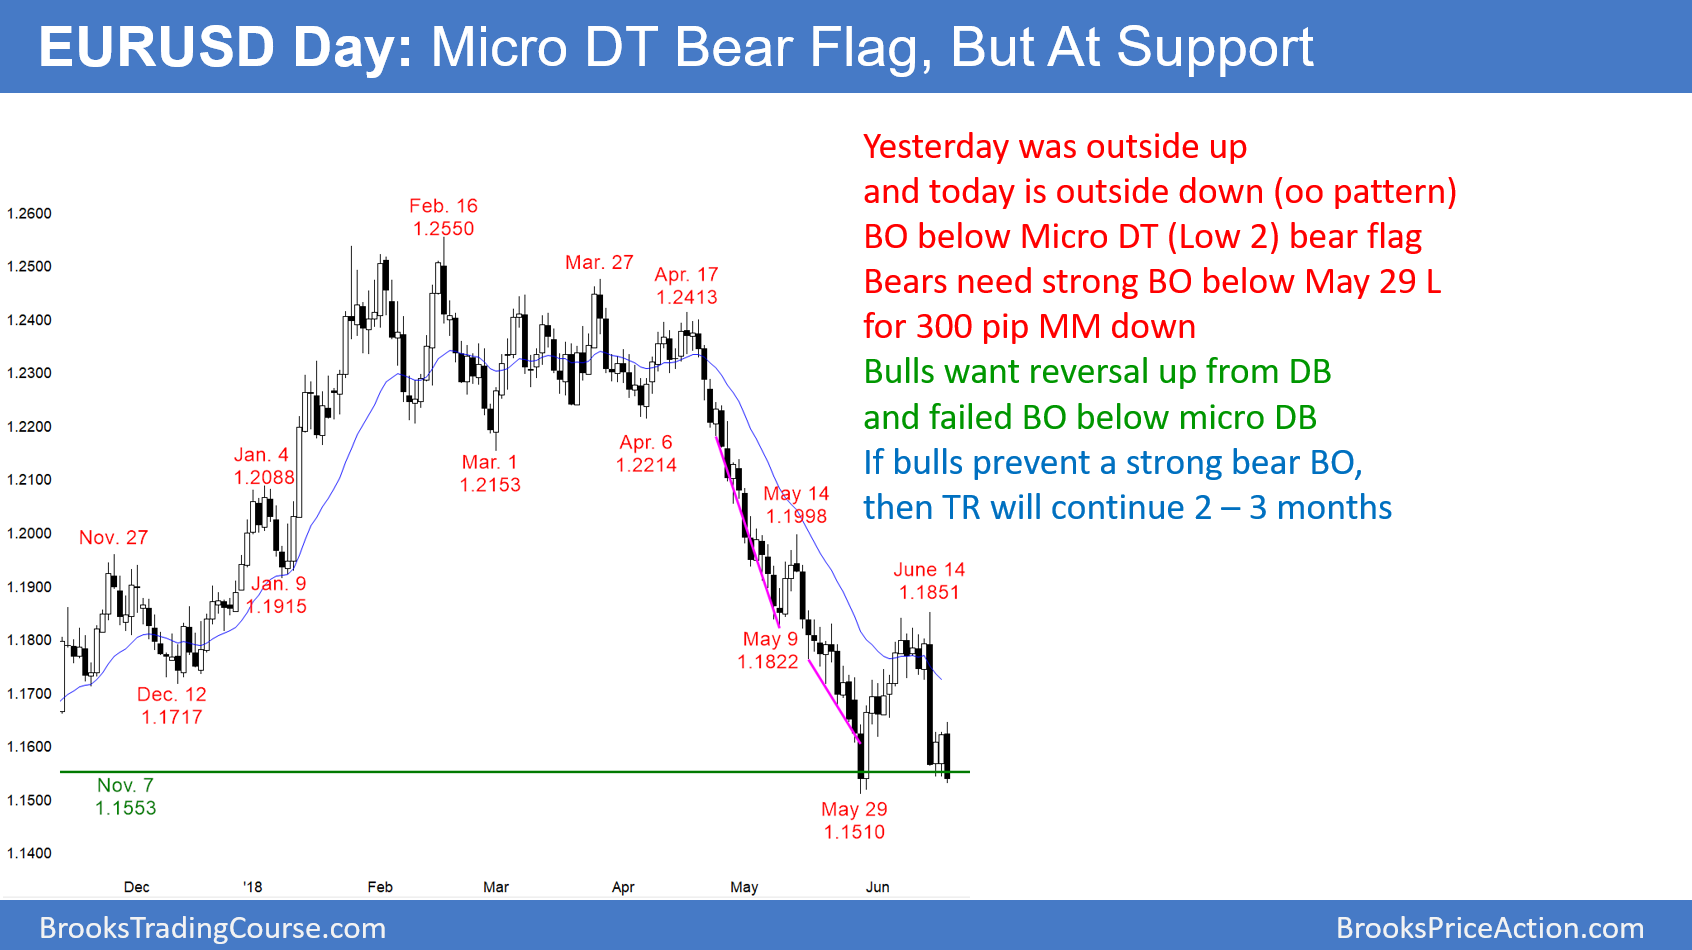 EURUSD Day: Micro DT Bear Flag, But At Support
Yesterday was outside up
and today is outside down (oo pattern)
BO below Micro DT (Low 2) bear flag
Bears need strong BO below May 29 L
for 300 pip MM down
Bulls want reversal up from DB
and failed BO below micro DB
If bulls prevent a strong bear BO,
then TR will continue 2 – 3 months
1.2600
1.2500
1.2400
1.2300
1.2200
1.2100
1.2000
1.1900
1.1800
1.1700
1.1600
1.1500
1.1400
Nov. 27
Dec. 12
1.1717
Nov. 7
1.1553
Jan. 4
1.2088
Jan. 9
1.1915
Feb. 16
1.2550
Mar. 1
1.2153
Mar. 27
Apr. 6
1.2214
Apr. 17
1.2413
May 14
1.1998
May 9
1.1822
May 29
1.1510
June 14
1.1851
Dec
'18
Feb
Mar
Apr
May
Jun
BrooksTradingCourse.com
BrooksPriceAction.com